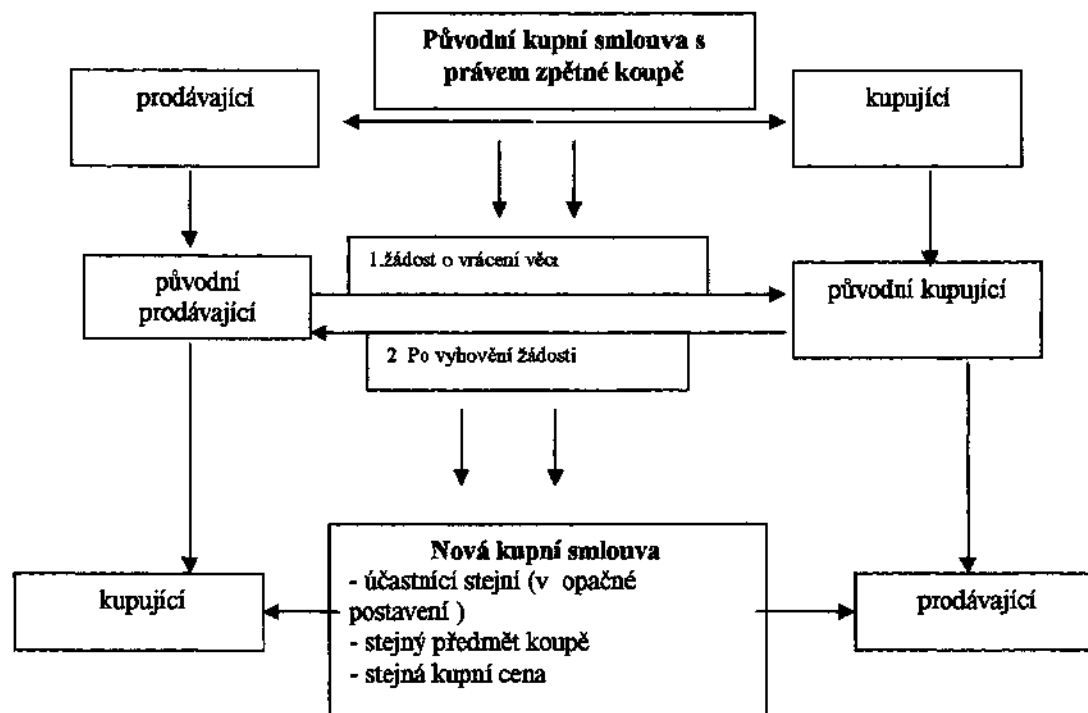 Původní kupní smlouva s
právem zpětné koupě
prodávající
kupující
1.žádost o vrácení věci
původní
prodávající
původní kupující
2 Po vyhovění žádosti
Nová kupní smlouva
- účastnící stejní (v opačné
postavení )
- stejný předmět koupě
- stejná kupní cena
kupující
prodávající